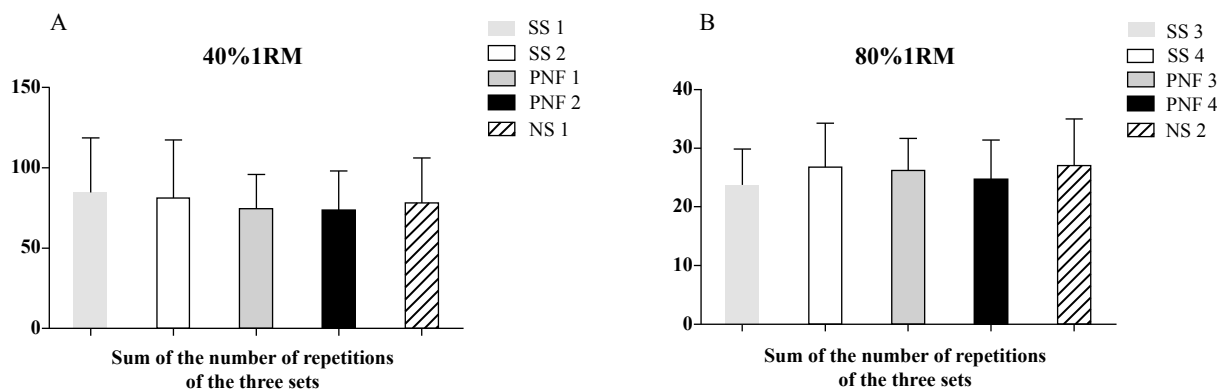 A
40%1RM
SS 1
SS 2
PNF 1
PNF 2
NS 1
150
100
50
0
Sum of the number of repetitions
of the three sets
B
80%1RM
SS 3
SS 4
PNF 3
PNF 4
NS 2
40
30
20
10
0
Sum of the number of repetitions
of the three sets